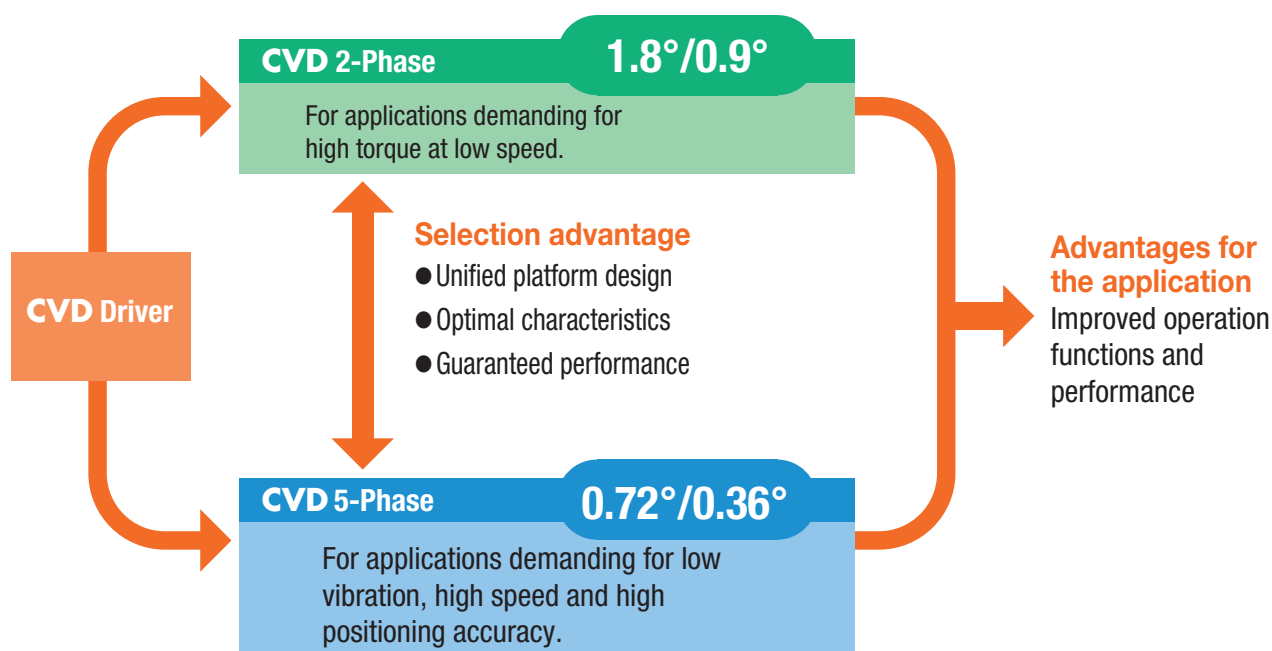 CVD 2-Phase
1.8°/0.9°
For applications demanding for
high torque at low speed.
CVD Driver
Selection advantage
●Unified platform design
●Optimal characteristics
●Guaranteed performance
Advantages for
the application
Improved operation
functions and
performance
CVD 5-Phase
0.72°/0.36°
For applications demanding for low
vibration, high speed and high
positioning accuracy.